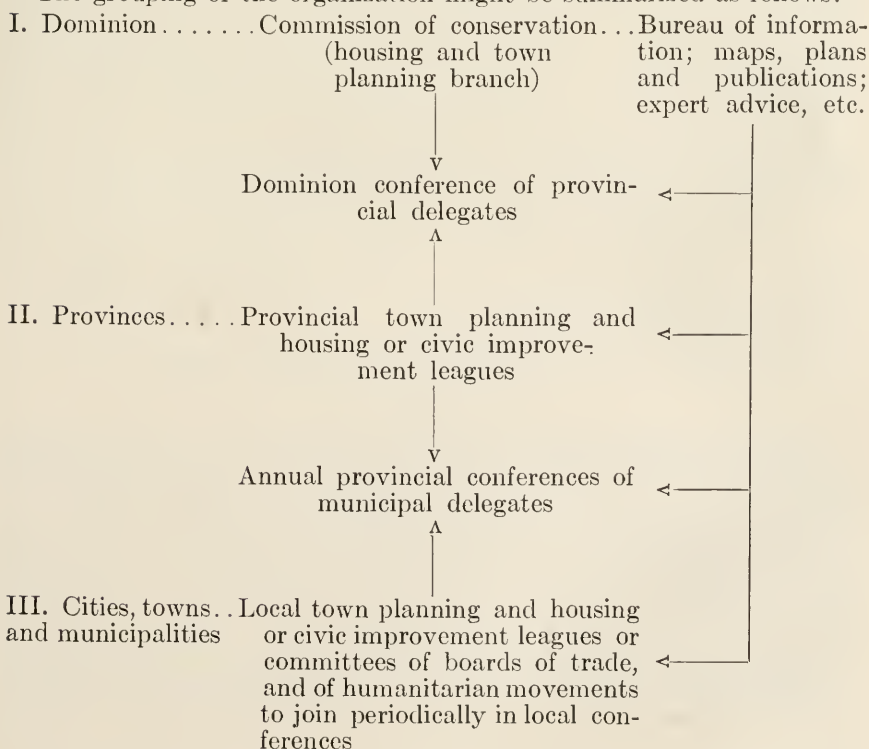 The grouping of the organization might be summarized as follows:
I. Dominion.......Commission of conservation...Bureau of informa-
(housing and town tion; maps, plans
planning branch) and publications;
expert advice, etc.
Dominion conference of provin-
cial delegates
II. Provinces.....Provincial town planning and
housing or civic improve-
ment leagues
Annual provincial conferences of
municipal delegates
III. Cities, towns..Local town planning and housing
and municipalities or civic improvement leagues or
committees of boards of trade,
and of humanitarian movements
to join periodically in local con-
ferences